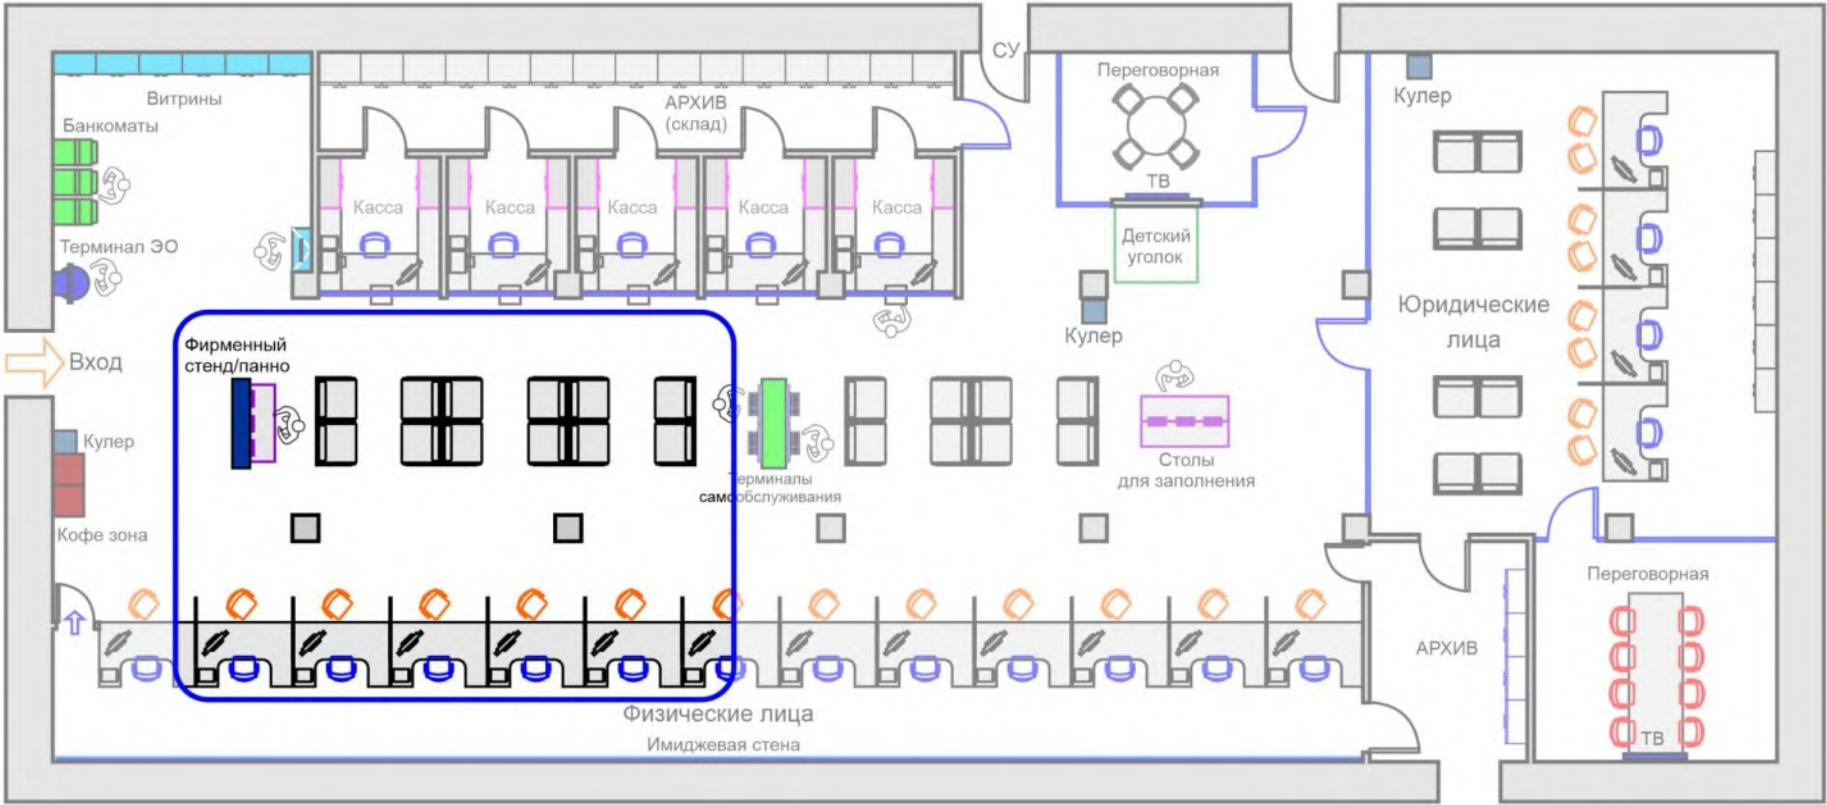 СУ
Переговорная
Кулер
Витрины
АРХИВ
(склад)
Банкоматы
ТВ
Касса
Касса
Касса
Касса
Касса
Терминал ЭО
Детский
уголок
Юридические
лица
Кулер
Вход
Фирменный
стенд/панно
Кулер
Столы
для заполнения
Терминалы
самообслуживания
Кофе зона
Переговорная
АРХИВ
Физические лица
Имиджевая стена
ТВ